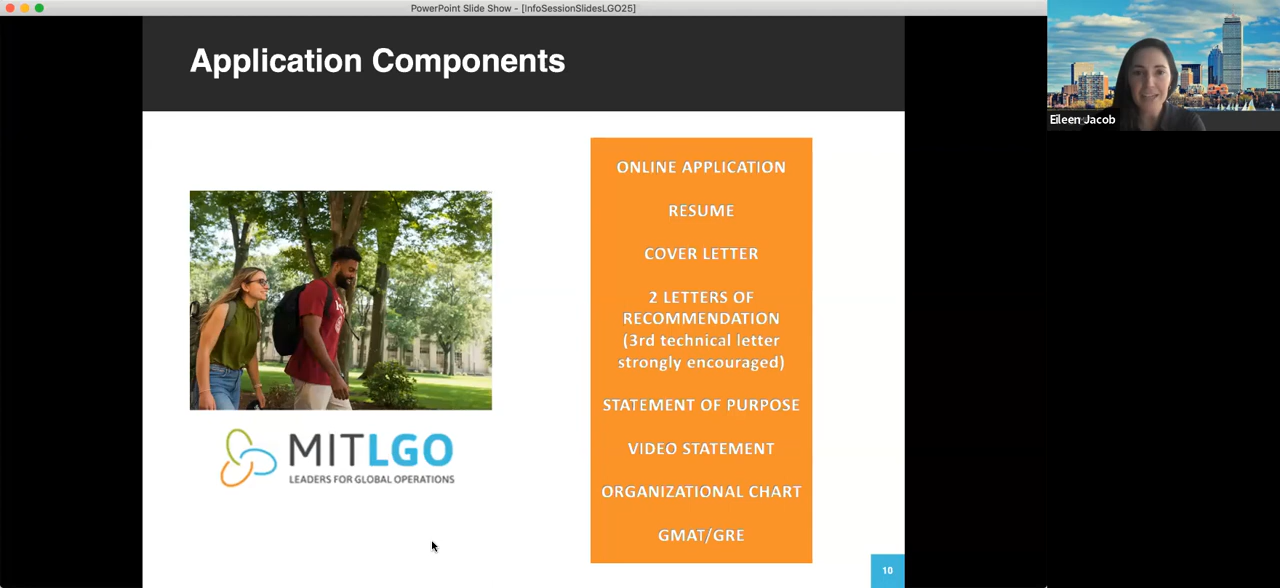 PowerPoint Slide Show - [InfoSessionSlidesLGO25]
Application Components
Eileen Jacob
ONLINE APPLICATION
RESUME
COVER LETTER
2 LETTERS OF
RECOMMENDATION
(3rd technical letter
strongly encouraged)
STATEMENT OF PURPOSE
VIDEO STATEMENT
ORGANIZATIONAL CHART
GMAT/GRE
MITLGO
LEADERS FOR GLOBAL OPERATIONS
10